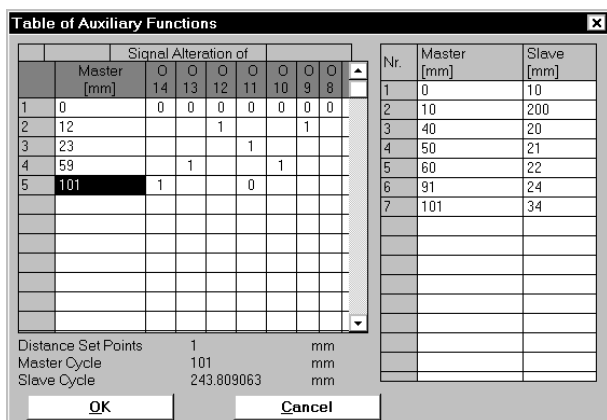 Table of Auxiliary Functions
Signal Alteration of
Master [mm] O 14 O 13 O 12 O 11 O 10 O 9 O 8
1 0 0 0 0 0 0 0 0
2 12 1 1
3 23 1
4 59 1 1
5 101 1 0
Distance Set Points 1 mm
Master Cycle 101 mm
Slave Cycle 243.809063 mm
OK Cancel
Nr. Master [mm] Slave [mm]
1 0 10
2 10 200
3 40 20
4 50 21
5 60 22
6 91 24
7 101 34